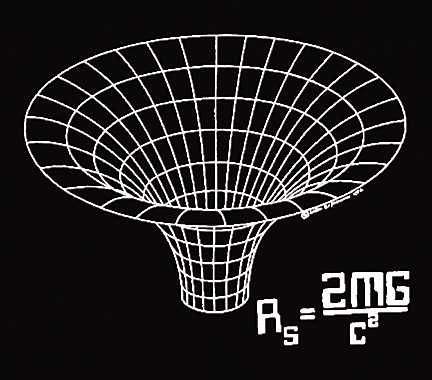 Rs = 2MG
c²